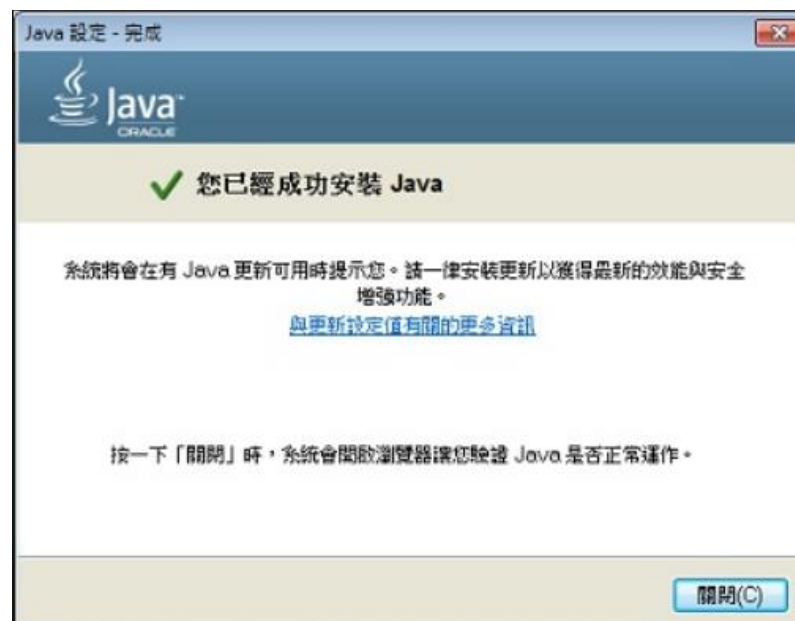 Java 設定 - 完成
Java™
ORACLE
您已經成功安裝 Java
系統將會在有 Java 更新可用時提示您。請一律安裝更新以獲得最新的效能與安全
增強功能。
與更新設定值有關的更多資訊
按一下「關閉」時，系統會開啟瀏覽器讓您驗證 Java 是否正常運作。
關閉(C)